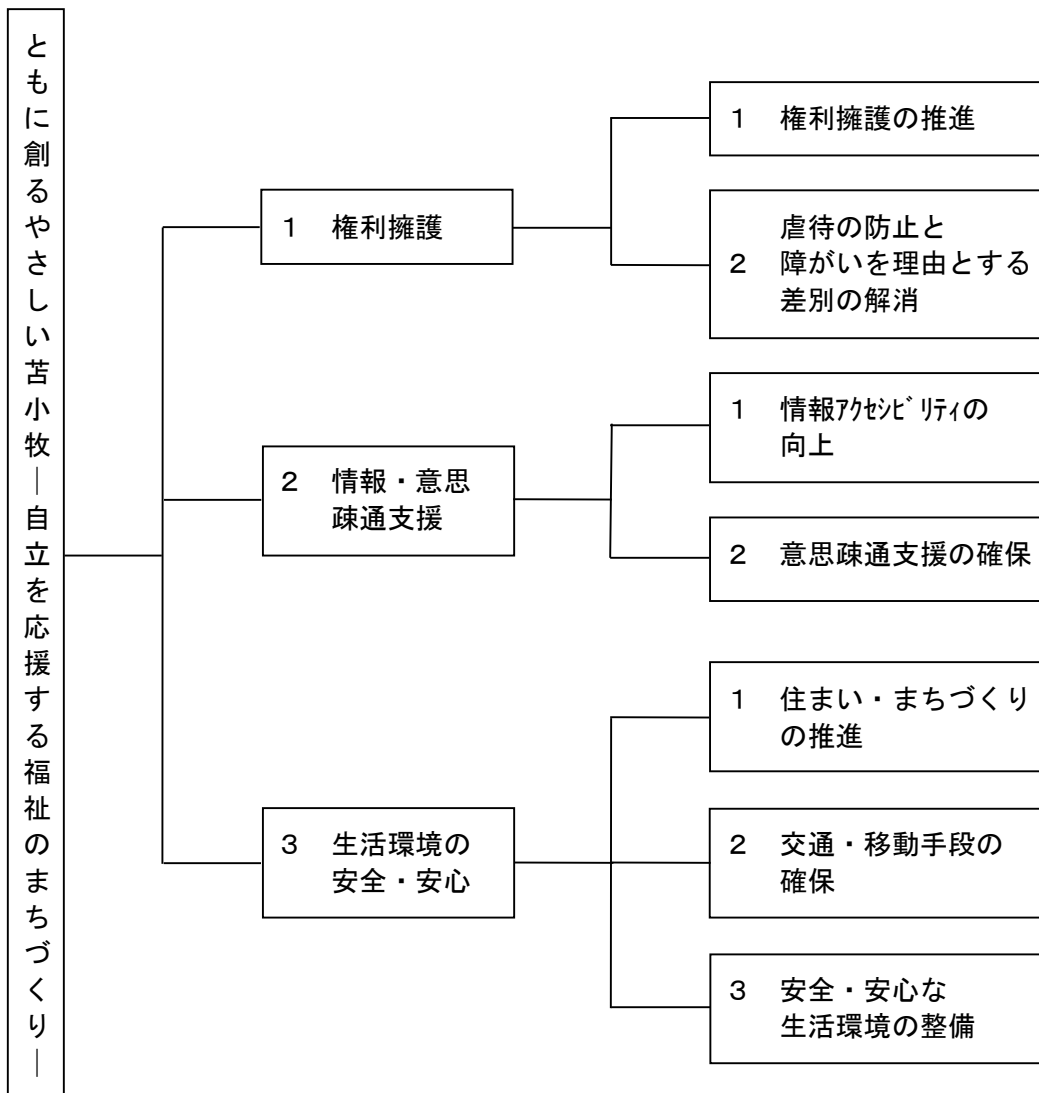 ともに創るやさしい苫小牧｜自立を応援する福祉のまちづくり｜
1 権利擁護
1 権利擁護の推進
2 虐待の防止と
障がいを理由とする
差別の解消
2 情報・意思
疎通支援
1 情報ｱｸｾｼﾋﾞﾘﾃｨの
向上
2 意思疎通支援の確保
3 生活環境の
安全・安心
1 住まい・まちづくり
の推進
2 交通・移動手段の
確保
3 安全・安心な
生活環境の整備